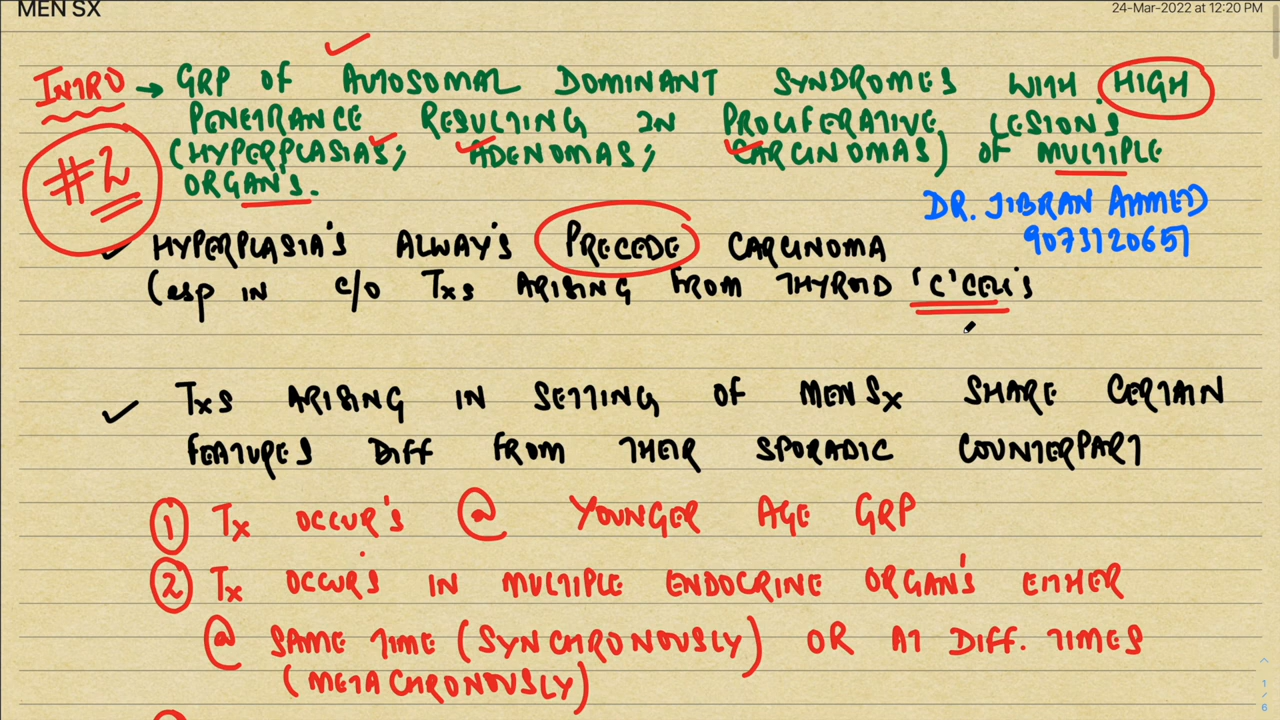 MEN SX
24-Mar-2022 at 12:20 PM
INTRO → GRP OF AUTOSOMAL DOMINANT SYNDROMES WITH HIGH
PENETRANCE RESULTING IN PROLIFERATIVE LESIONS
(HYPERPLASIAS; ADENOMAS; CARCINOMAS) OF MULTIPLE
ORGAN'S.
#2
DR. JIBRAN AHMED
9073120651
HYPERPLASIA'S ALWAY'S PRECEDE CARCINOMA
(esp IN c/o TxS ARISING FROM THYROID 'C' CELL'S
TxS ARISING IN SETTING OF MEN Sx SHARE CERTAIN
FEATURES DIFF FROM THEIR SPORADIC COUNTERPART
① Tx OCCUR'S @ YOUNGER AGE GRP
② Tx OCCUR'S IN MULTIPLE ENDOCRINE ORGAN'S EITHER
@ SAME TIME (SYNCHRONOUSLY) OR AT DIFF. TIMES
(METACHRONOUSLY)
1
/
6